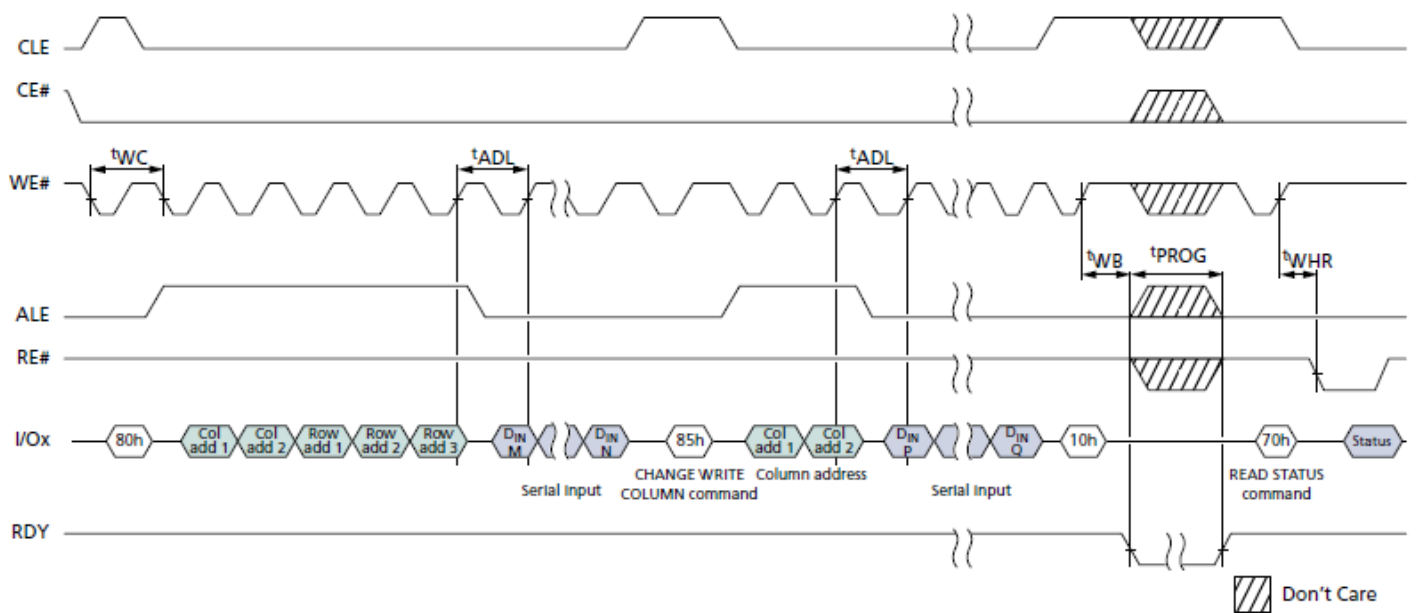 CLE
CE#
tWC
tADL
tADL
WE#
tWB
tPROG
tWHR
ALE
RE#
I/Ox
80h
Col add 1
Col add 2
Row add 1
Row add 2
Row add 3
DIN M
DIN N
85h
Col add 1
Col add 2
DIN P
DIN Q
10h
70h
Status
Serial input
CHANGE WRITE
COLUMN command
Column address
Serial input
READ STATUS
command
RDY
Don't Care